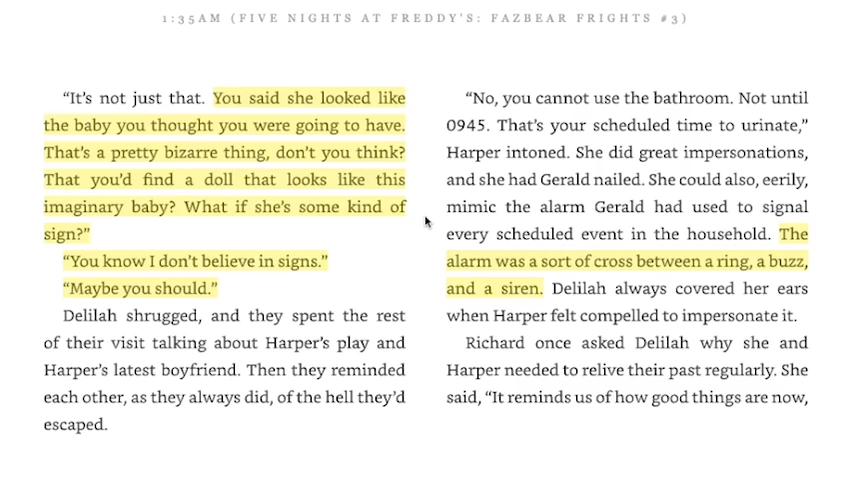 1:35AM (FIVE NIGHTS AT FREDDY'S: FAZBEAR FRIGHTS #3)
“It’s not just that. You said she looked like
the baby you thought you were going to have.
That’s a pretty bizarre thing, don’t you think?
That you’d find a doll that looks like this
imaginary baby? What if she’s some kind of
sign?”
“You know I don’t believe in signs.”
“Maybe you should.”
Delilah shrugged, and they spent the rest
of their visit talking about Harper’s play and
Harper’s latest boyfriend. Then they reminded
each other, as they always did, of the hell they’d
escaped.
“No, you cannot use the bathroom. Not until
0945. That’s your scheduled time to urinate,”
Harper intoned. She did great impersonations,
and she had Gerald nailed. She could also, eerily,
mimic the alarm Gerald had used to signal
every scheduled event in the household. The
alarm was a sort of cross between a ring, a buzz,
and a siren. Delilah always covered her ears
when Harper felt compelled to impersonate it.
Richard once asked Delilah why she and
Harper needed to relive their past regularly. She
said, “It reminds us of how good things are now,